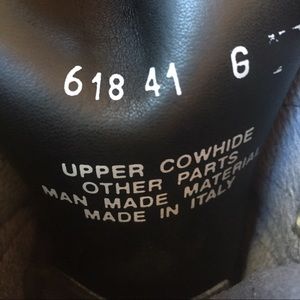 618 41 G
UPPER COWHIDE
OTHER PARTS
MAN MADE MATERIAL
MADE IN ITALY